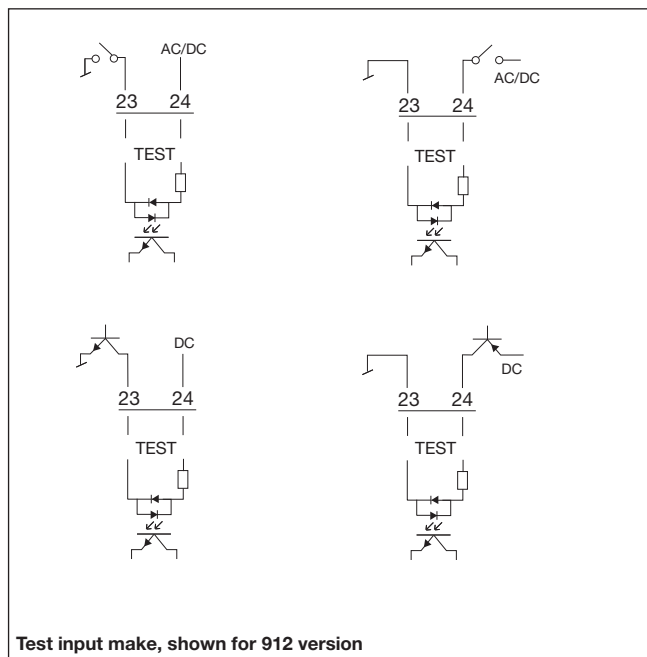 AC/DC
23 24
TEST
AC/DC
23 24
TEST
DC
23 24
TEST
DC
23 24
TEST
Test input make, shown for 912 version